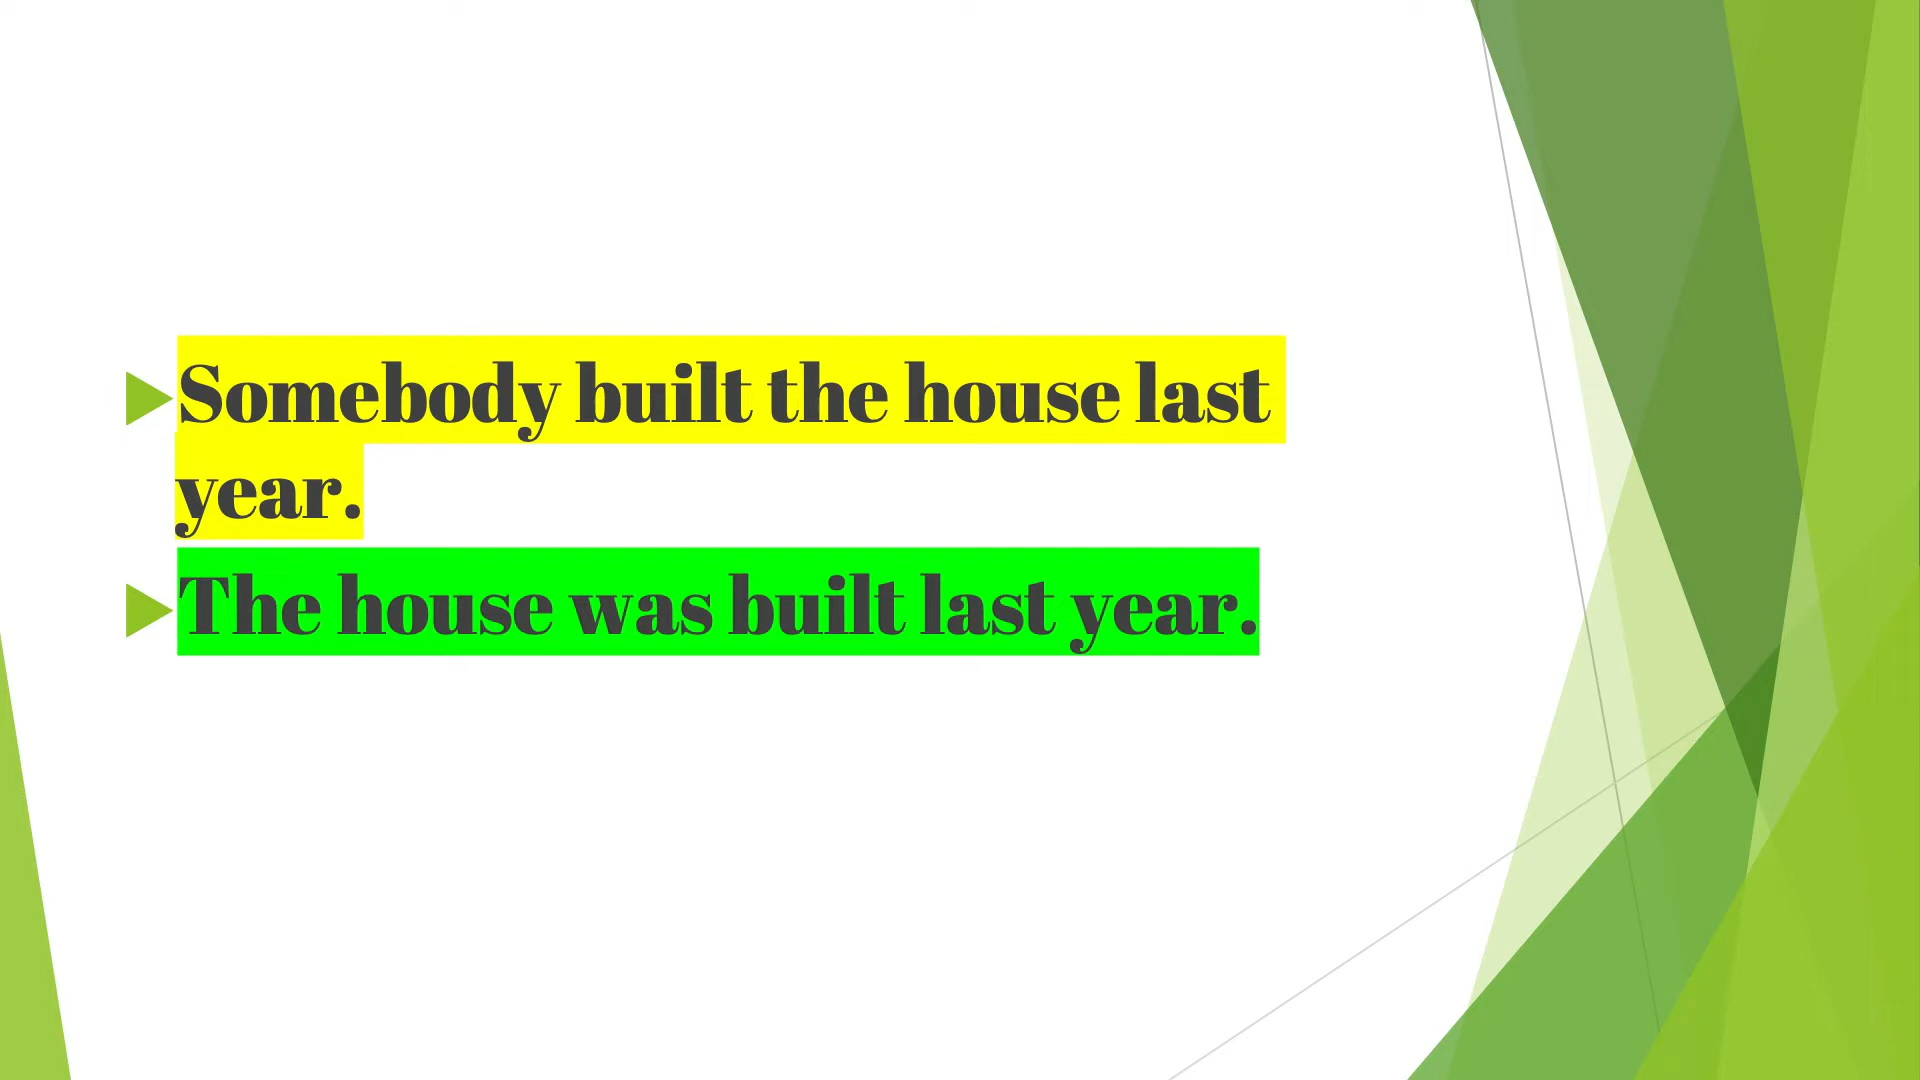 Somebody built the house last
year.
The house was built last year.